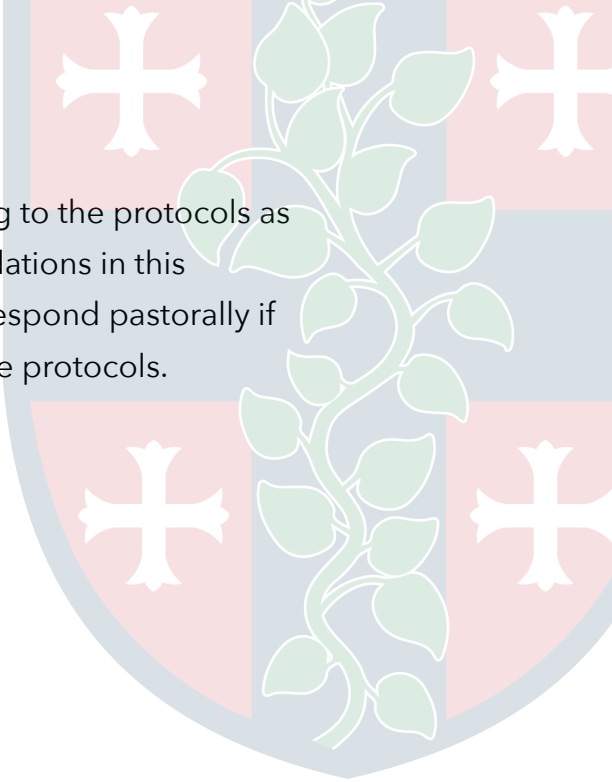 g to the protocols as
lations in this
espond pastorally if
e protocols.